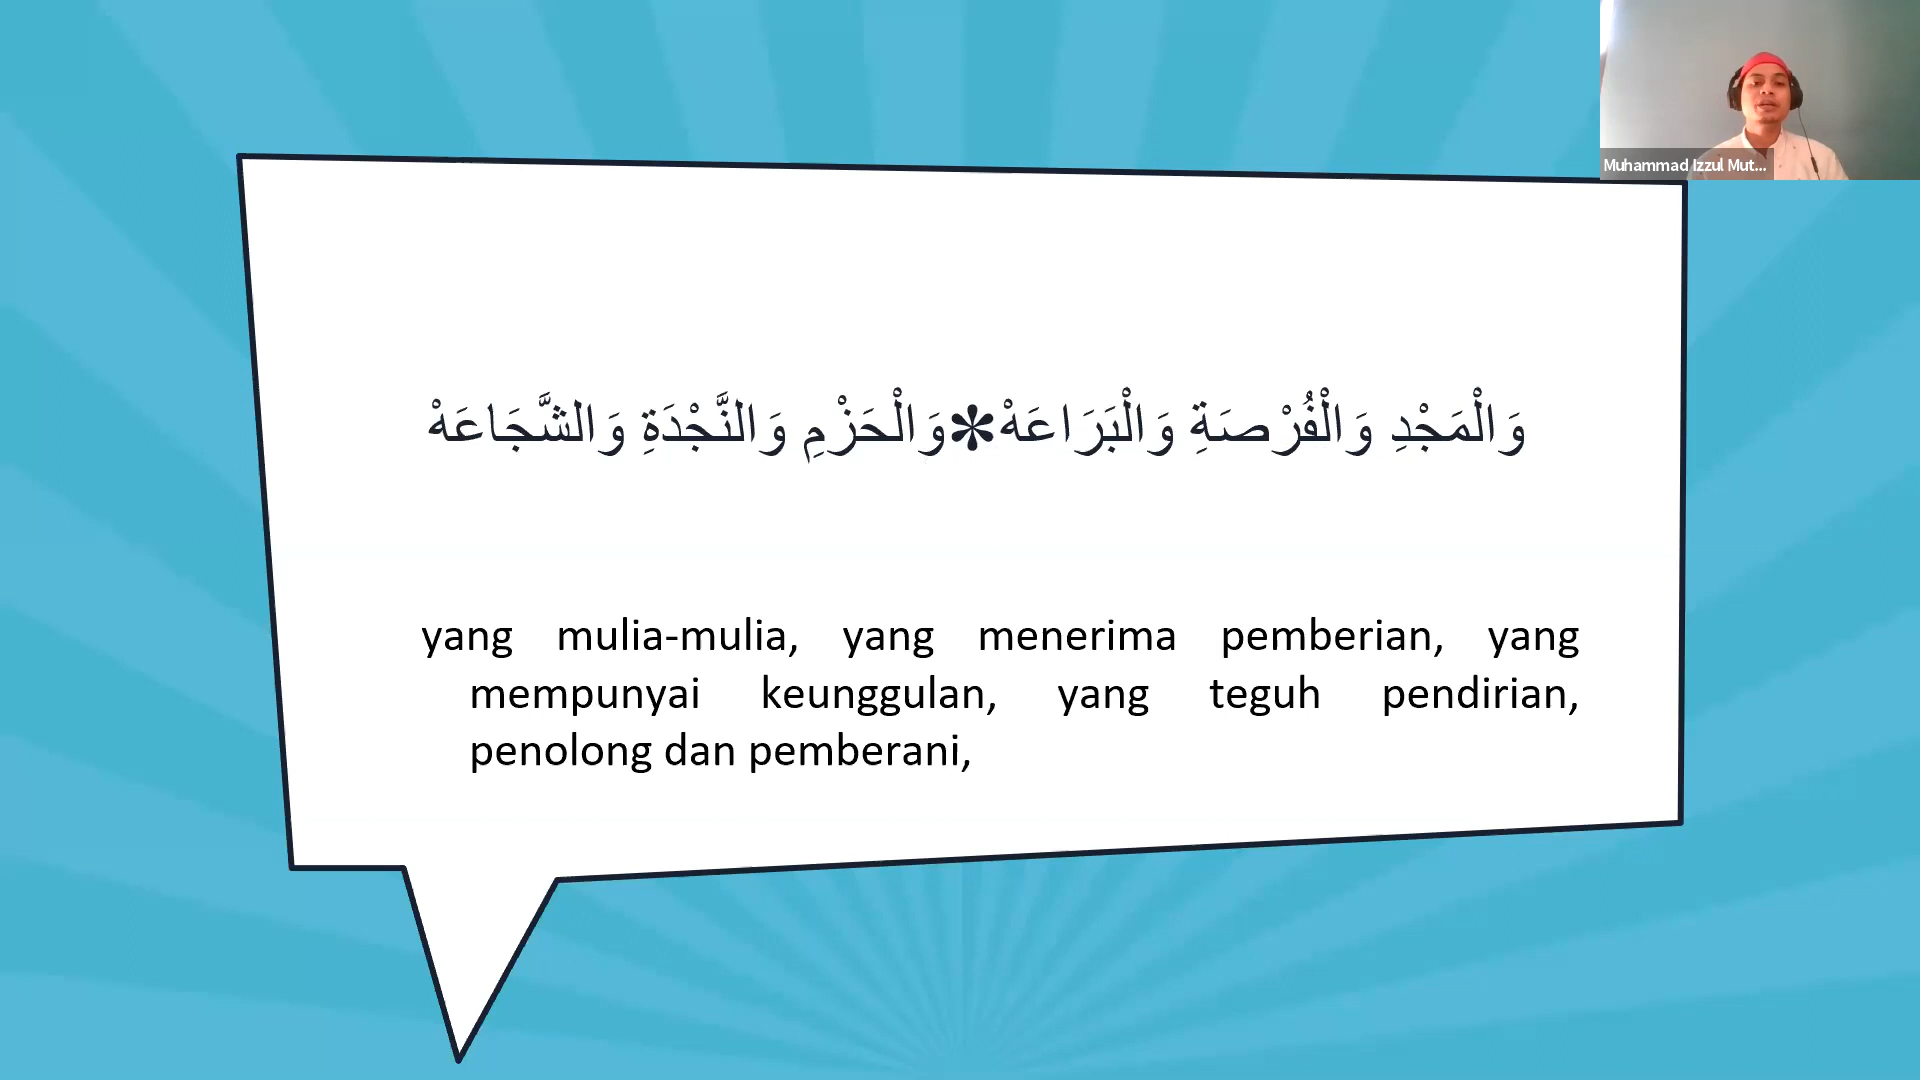 Muhammad Izzul Mut...
وَالْمَجْدِ وَالْفُرْصَةِ وَالْبَرَاعَهْ*وَالْحَزْمِ وَالنَّجْدَةِ وَالشَّجَاعَهْ
yang mulia-mulia, yang menerima pemberian, yang
mempunyai keunggulan, yang teguh pendirian,
penolong dan pemberani,